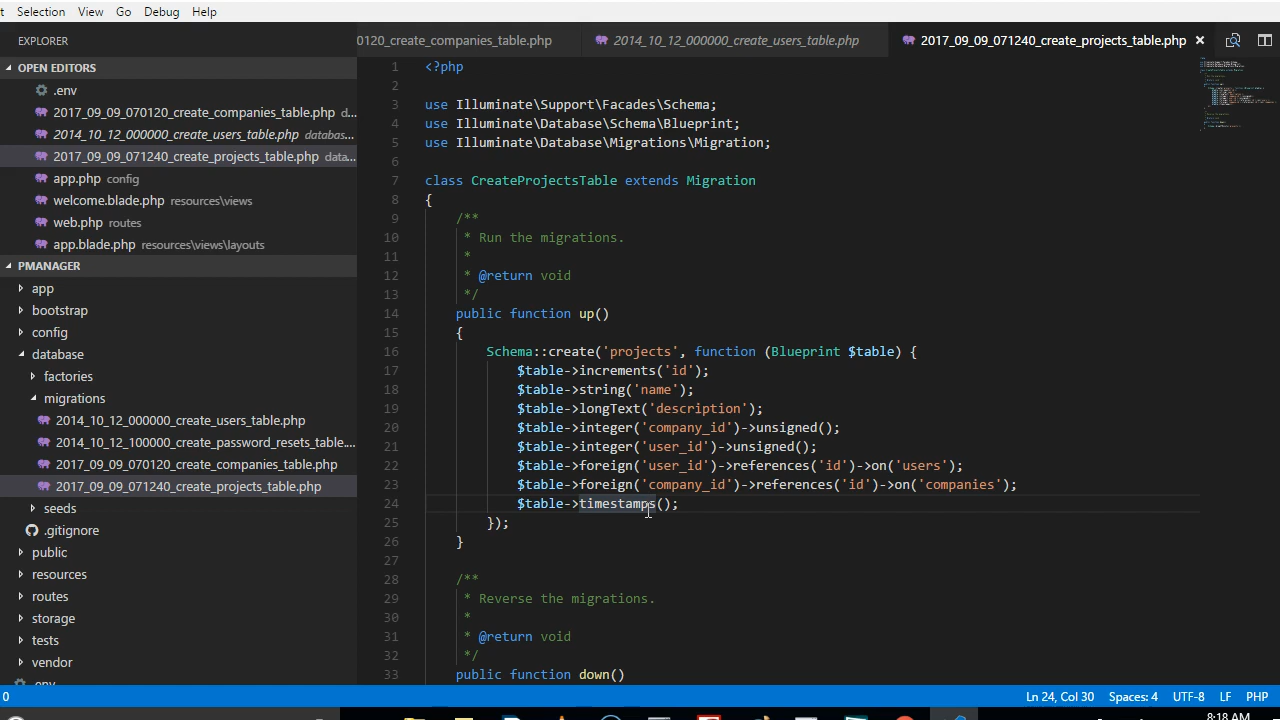 t Selection View Go Debug Help
EXPLORER
OPEN EDITORS
.env
2017_09_09_070120_create_companies_table.php d...
2014_10_12_000000_create_users_table.php databas...
2017_09_09_071240_create_projects_table.php data...
app.php config
welcome.blade.php resources\views
web.php routes
app.blade.php resources\views\layouts
PMANAGER
app
bootstrap
config
database
factories
migrations
2014_10_12_000000_create_users_table.php
2014_10_12_100000_create_password_resets_table....
2017_09_09_070120_create_companies_table.php
2017_09_09_071240_create_projects_table.php
seeds
.gitignore
public
resources
routes
storage
tests
vendor
.env
0120_create_companies_table.php 2014_10_12_000000_create_users_table.php 2017_09_09_071240_create_projects_table.php
1 <?php
2
3 use Illuminate\Support\Facades\Schema;
4 use Illuminate\Database\Schema\Blueprint;
5 use Illuminate\Database\Migrations\Migration;
6
7 class CreateProjectsTable extends Migration
8 {
9 /**
10 * Run the migrations.
11 *
12 * @return void
13 */
14 public function up()
15 {
16 Schema::create('projects', function (Blueprint $table) {
17 $table->increments('id');
18 $table->string('name');
19 $table->longText('description');
20 $table->integer('company_id')->unsigned();
21 $table->integer('user_id')->unsigned();
22 $table->foreign('user_id')->references('id')->on('users');
23 $table->foreign('company_id')->references('id')->on('companies');
24 $table->timestamps();
25 });
26 }
27
28 /**
29 * Reverse the migrations.
30 *
31 * @return void
32 */
33 public function down()
0 Ln 24, Col 30 Spaces: 4 UTF-8 LF PHP
8:18 AM